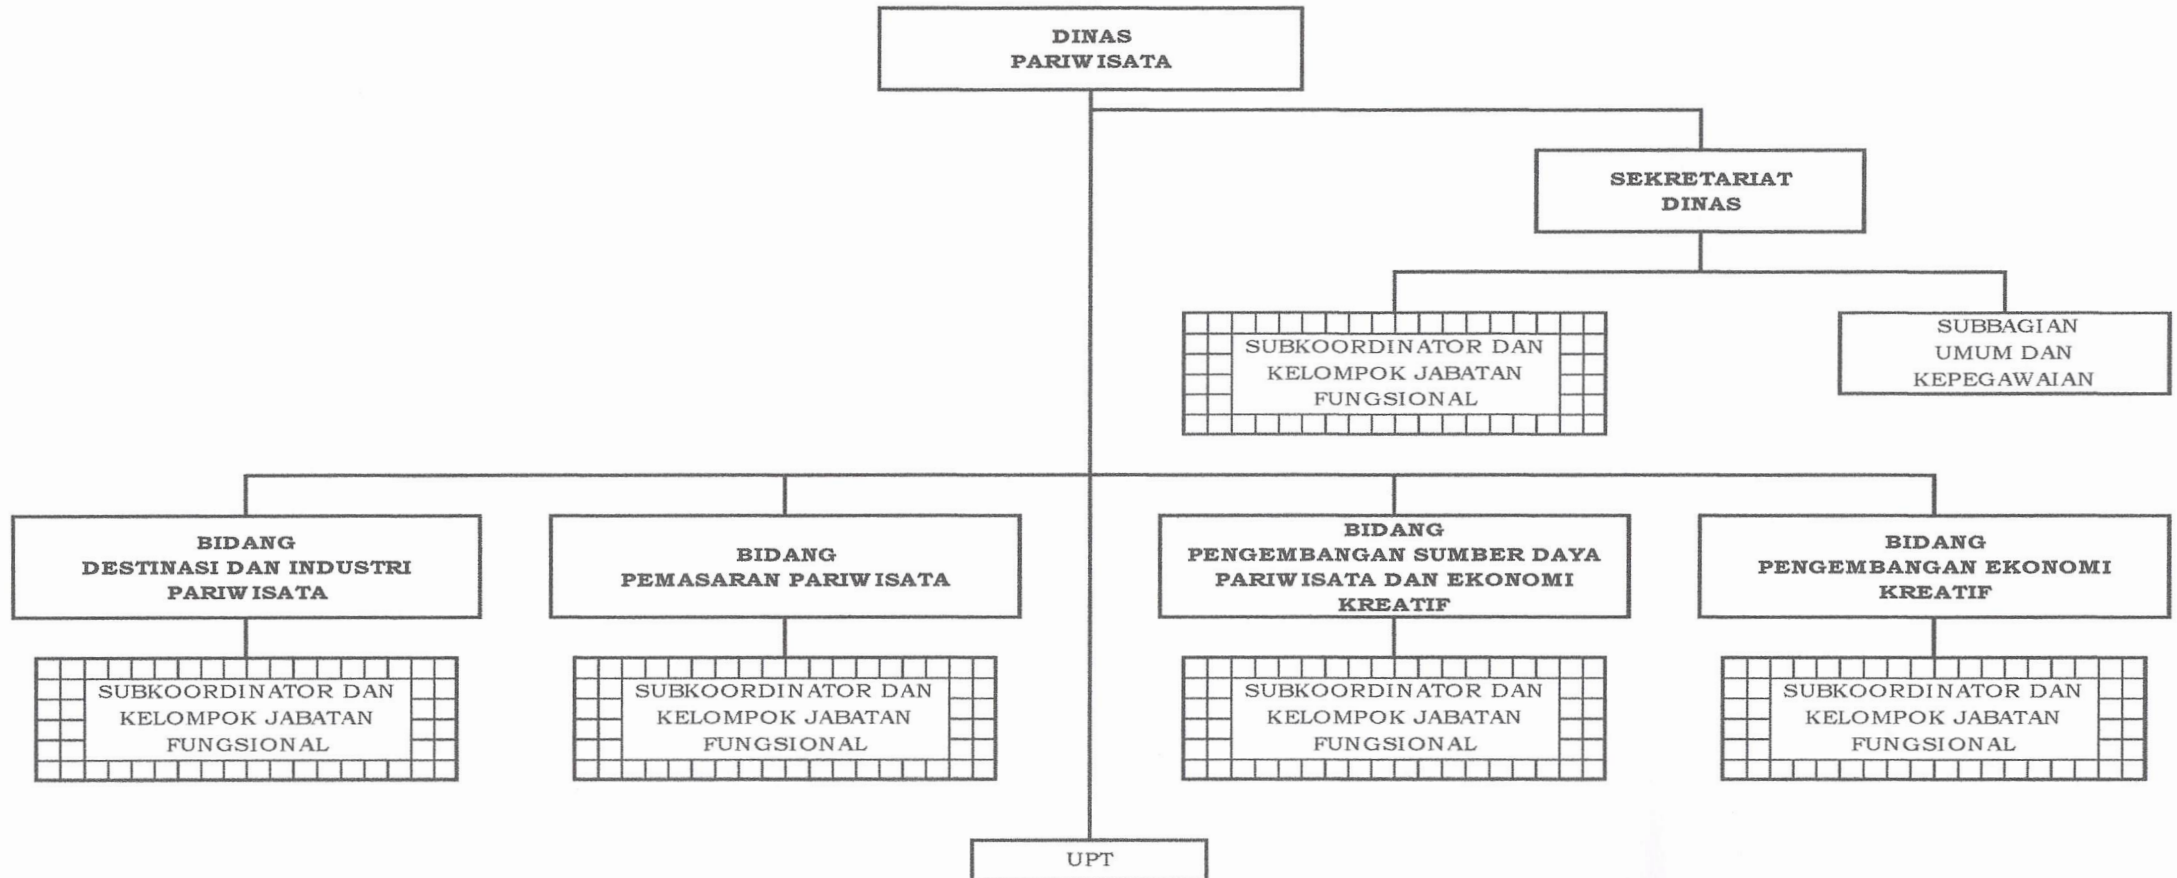 DINAS
PARIWISATA
SEKRETARIAT
DINAS
SUBKOORDINATOR DAN
KELOMPOK JABATAN
FUNGSIONAL
SUBBAGIAN
UMUM DAN
KEPEGAWAIAN
BIDANG
DESTINASI DAN INDUSTRI
PARIWISATA
BIDANG
PEMASARAN PARIWISATA
BIDANG
PENGEMBANGAN SUMBER DAYA
PARIWISATA DAN EKONOMI
KREATIF
BIDANG
PENGEMBANGAN EKONOMI
KREATIF
SUBKOORDINATOR DAN
KELOMPOK JABATAN
FUNGSIONAL
SUBKOORDINATOR DAN
KELOMPOK JABATAN
FUNGSIONAL
SUBKOORDINATOR DAN
KELOMPOK JABATAN
FUNGSIONAL
SUBKOORDINATOR DAN
KELOMPOK JABATAN
FUNGSIONAL
UPT